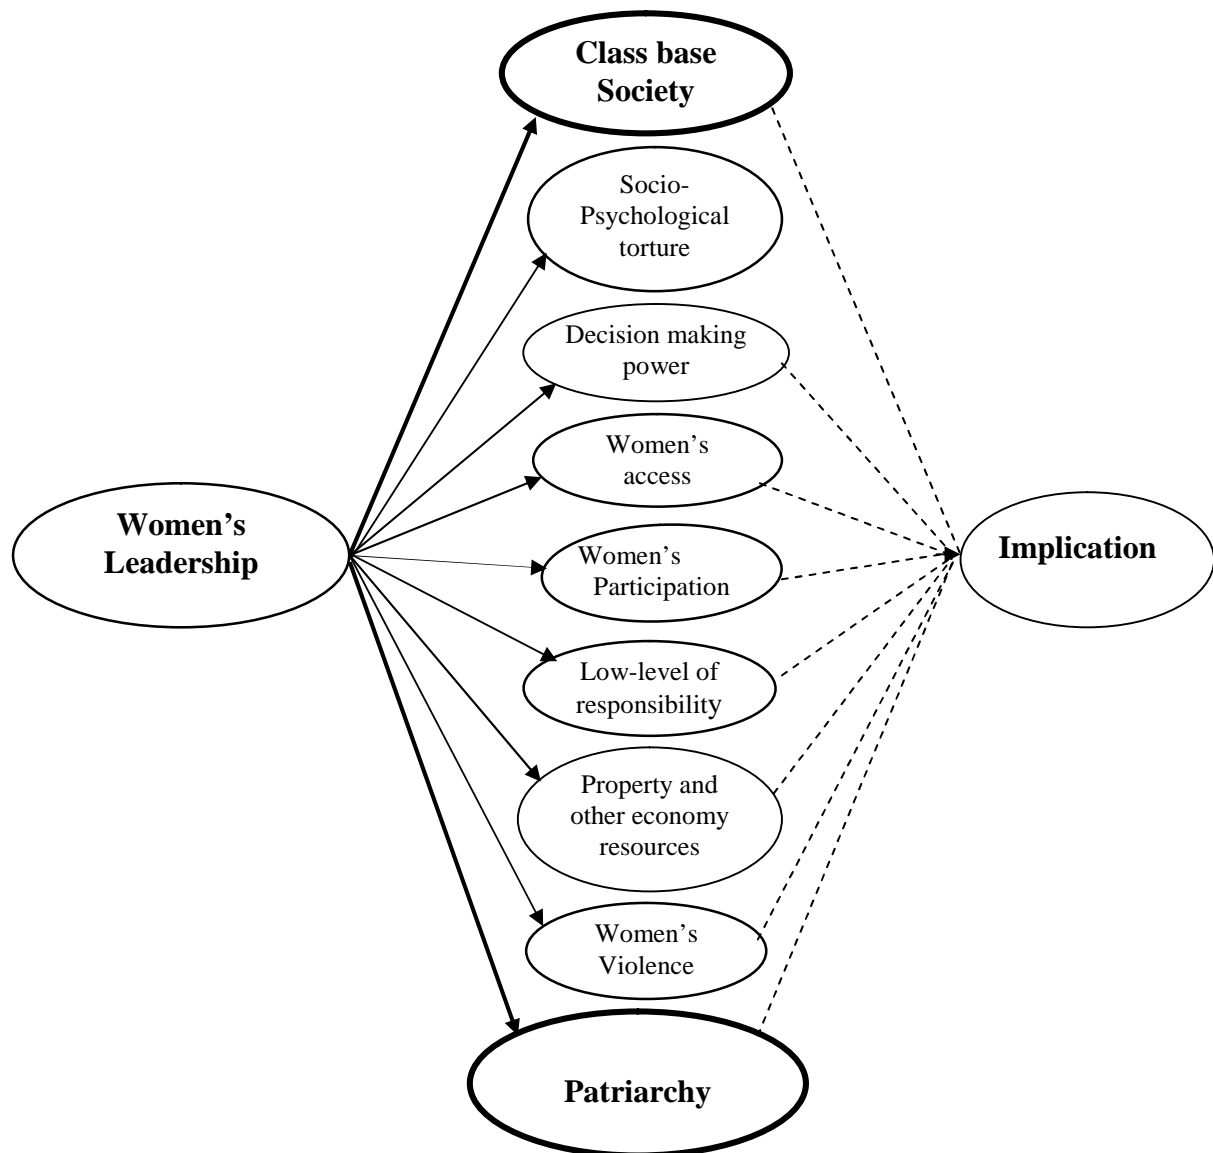 Class base
Society
Socio-
Psychological
torture
Decision making
power
Women’s
access
Women’s
Leadership
Women’s
Participation
Implication
Low-level of
responsibility
Property and
other economy
resources
Women’s
Violence
Patriarchy